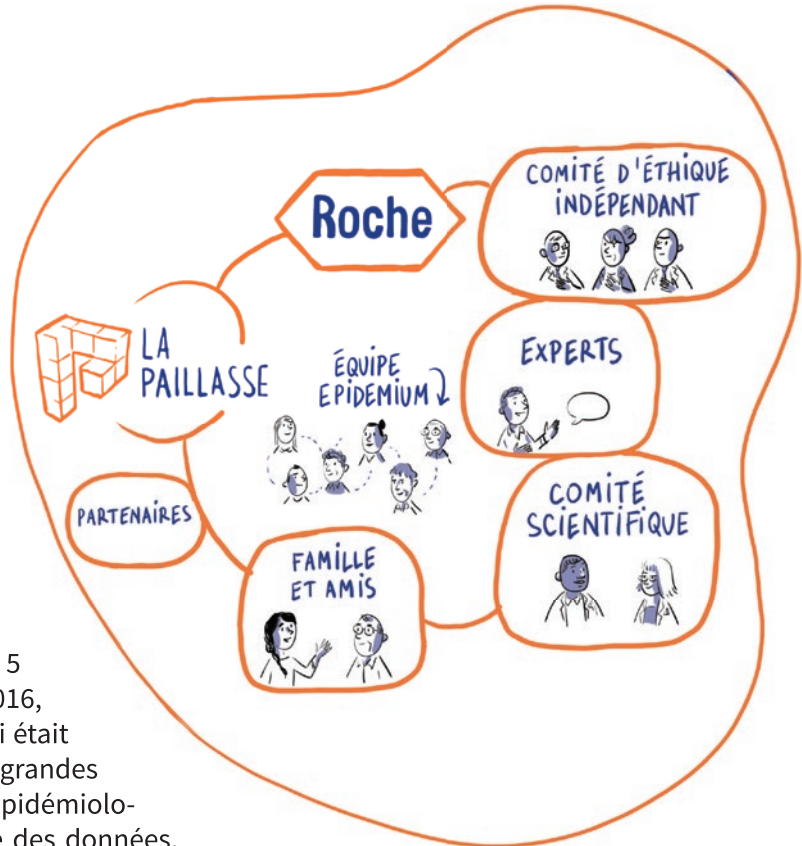 COMITÉ D'ÉTHIQUE
INDÉPENDANT
Roche
LA
PAILLASSE
ÉQUIPE
EPIDEMIUM
EXPERTS
PARTENAIRES
COMITÉ
SCIENTIFIQUE
FAMILLE
ET AMIS
5
016,
i était
grandes
pidémiolo-
e des données.